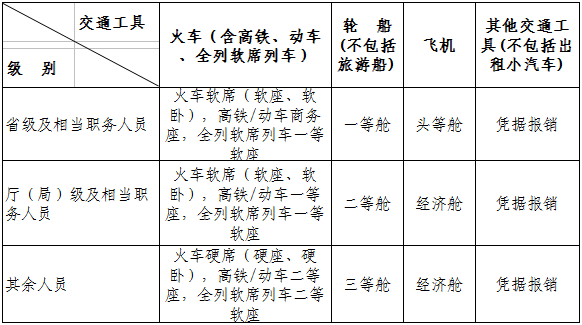 交通工具
级 别
火车（含高铁、动车
、全列软席列车）
轮 船
(不包括
旅游船)
飞机
其他交通工
具(不包括出
租小汽车)
省级及相当职务人员
火车软席（软座、软
卧），高铁/动车商务
座，全列软席列车一等
软座
一等舱
头等舱
凭据报销
厅（局）级及相当职
务人员
火车软席（软座、软
卧），高铁/动车一等
座，全列软席列车一等
软座
二等舱
经济舱
凭据报销
其余人员
火车硬席（硬座、硬
卧），高铁/动车二等
座，全列软席列车二等
软座
三等舱
经济舱
凭据报销